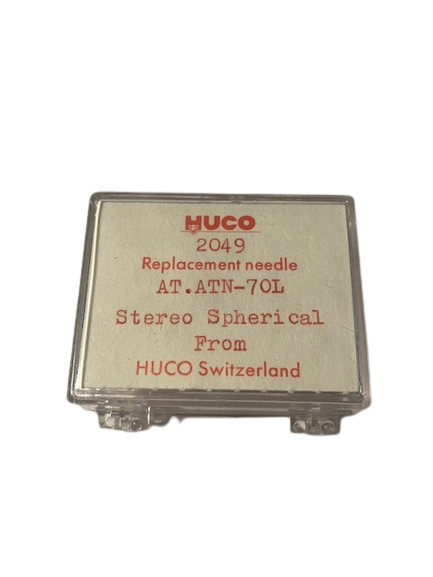 HUCO
2049
Replacement needle
AT.ATN-70L
Stereo Spherical
From
HUCO Switzerland